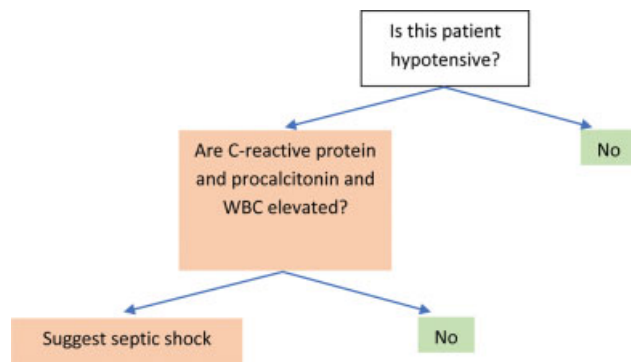 Is this patient
hypotensive?
Are C-reactive protein
and procalcitonin and
WBC elevated?
No
Suggest septic shock
No